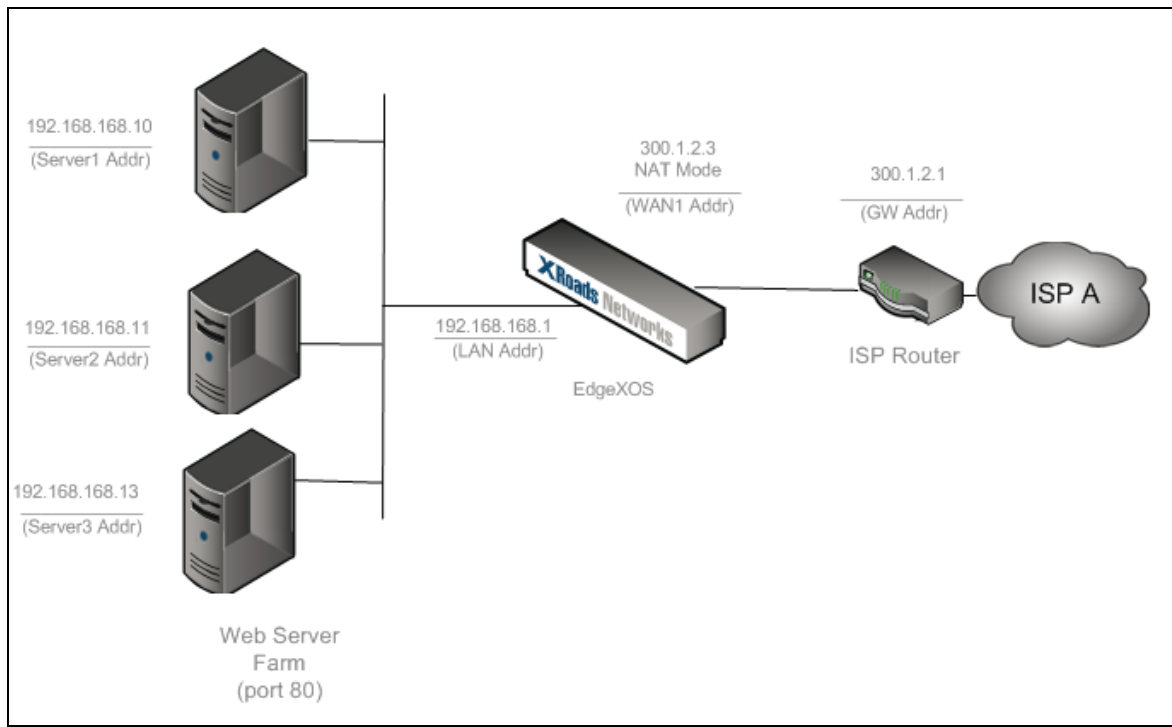 192.168.168.10
(Server1 Addr)
192.168.168.11
(Server2 Addr)
192.168.168.13
(Server3 Addr)
Web Server
Farm
(port 80)
192.168.168.1
(LAN Addr)
XRoads Networks
EdgeXOS
300.1.2.3
NAT Mode
(WAN1 Addr)
300.1.2.1
(GW Addr)
ISP Router
ISP A